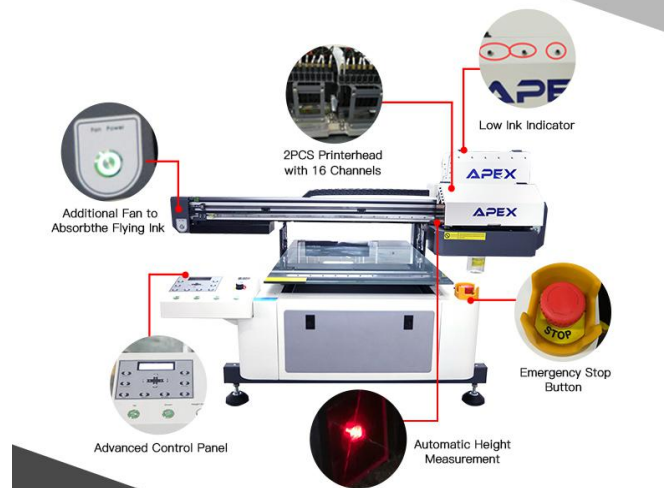 APE
Low Ink Indicator
Fan Power
2PCS Printerhead
with 16 Channels
APEX
APEX
Additional Fan to
Absorbthe Flying Ink
STOP
Emergency Stop
Button
Advanced Control Panel
Automatic Height
Measurement